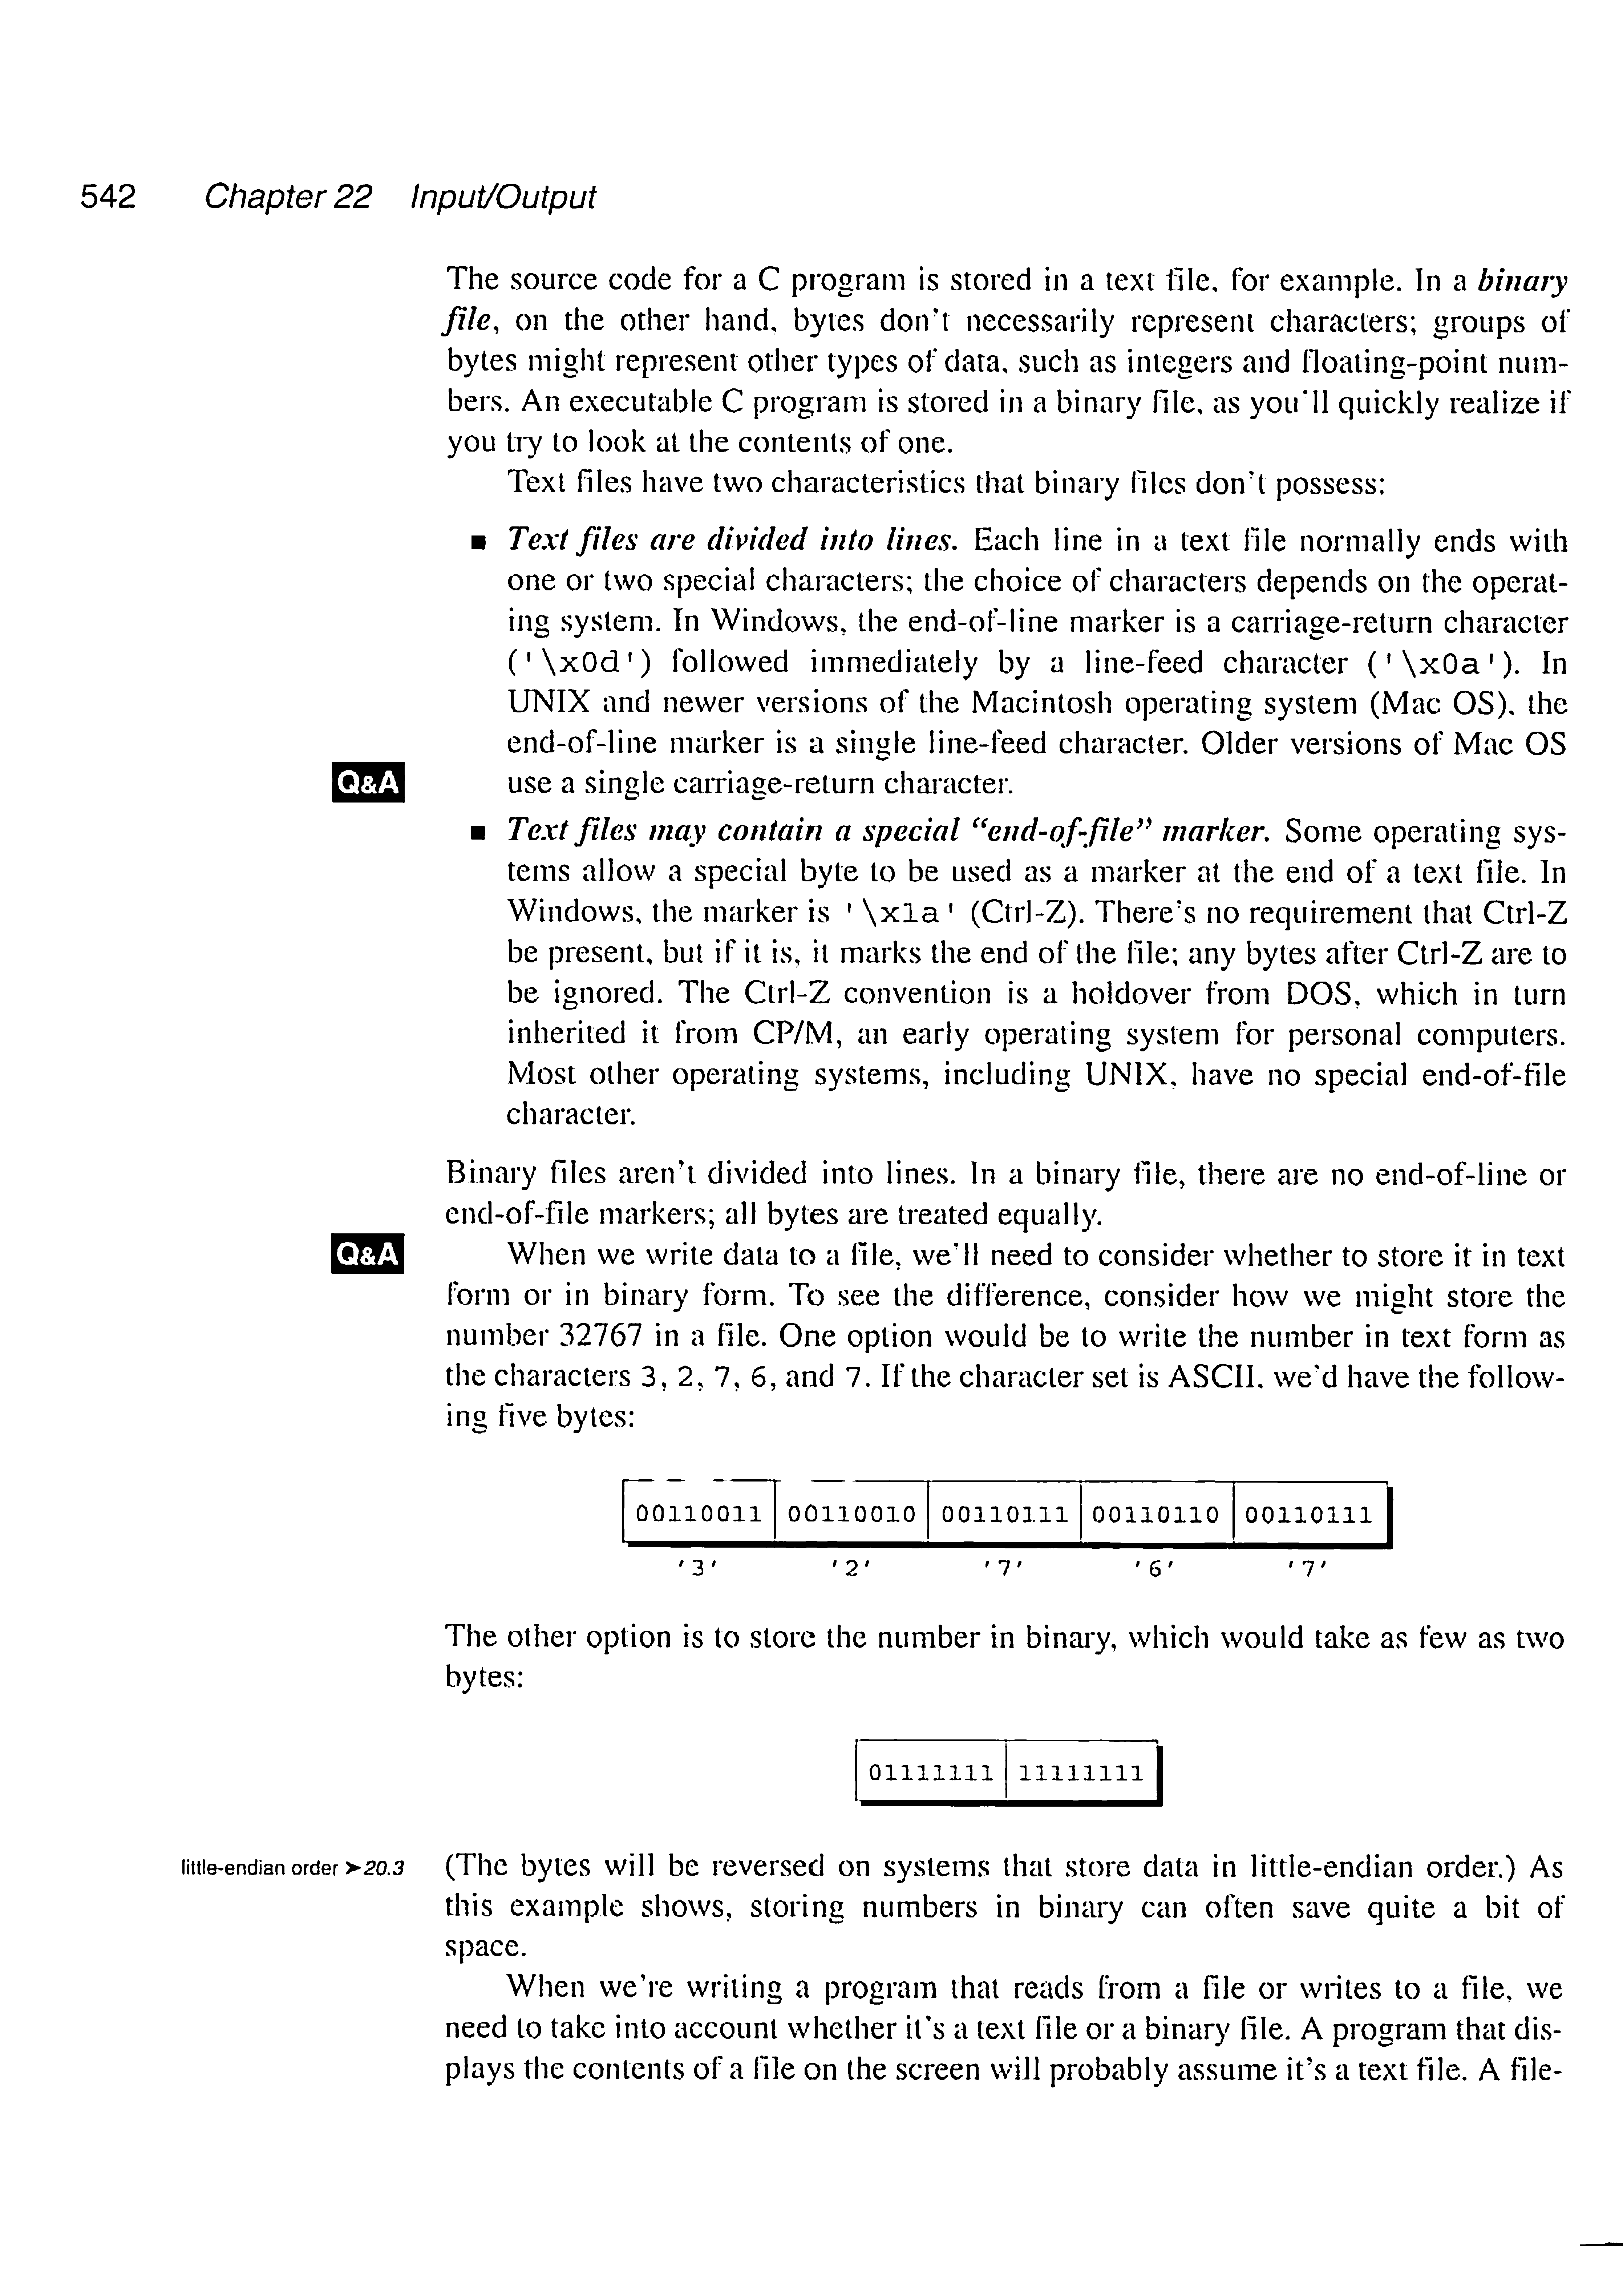 542 Chapter 22 Input/Output
The source code for a C program is stored in a text file, for example. In a binary
file, on the other hand, bytes don't necessarily represent characters; groups of
bytes might represent other types of data, such as integers and floating-point num-
bers. An executable C program is stored in a binary file, as you'll quickly realize if
you try to look at the contents of one.
Text files have two characteristics that binary files don't possess:
■ Text files are divided into lines. Each line in a text file normally ends with
one or two special characters; the choice of characters depends on the operat-
ing system. In Windows, the end-of-line marker is a carriage-return character
('\x0d') followed immediately by a line-feed character ('\x0a'). In
UNIX and newer versions of the Macintosh operating system (Mac OS), the
end-of-line marker is a single line-feed character. Older versions of Mac OS
Q&A use a single carriage-return character.
■ Text files may contain a special “end-of-file” marker. Some operating sys-
tems allow a special byte to be used as a marker at the end of a text file. In
Windows, the marker is '\x1a' (Ctrl-Z). There's no requirement that Ctrl-Z
be present, but if it is, it marks the end of the file; any bytes after Ctrl-Z are to
be ignored. The Ctrl-Z convention is a holdover from DOS, which in turn
inherited it from CP/M, an early operating system for personal computers.
Most other operating systems, including UNIX, have no special end-of-file
character.
Binary files aren't divided into lines. In a binary file, there are no end-of-line or
end-of-file markers; all bytes are treated equally.
Q&A When we write data to a file, we'll need to consider whether to store it in text
form or in binary form. To see the difference, consider how we might store the
number 32767 in a file. One option would be to write the number in text form as
the characters 3, 2, 7, 6, and 7. If the character set is ASCII, we'd have the follow-
ing five bytes:
00110011 00110010 00110111 00110110 00110111
'3' '2' '7' '6' '7'
The other option is to store the number in binary, which would take as few as two
bytes:
01111111 11111111
little-endian order ➤20.3 (The bytes will be reversed on systems that store data in little-endian order.) As
this example shows, storing numbers in binary can often save quite a bit of
space.
When we're writing a program that reads from a file or writes to a file, we
need to take into account whether it's a text file or a binary file. A program that dis-
plays the contents of a file on the screen will probably assume it's a text file. A file-